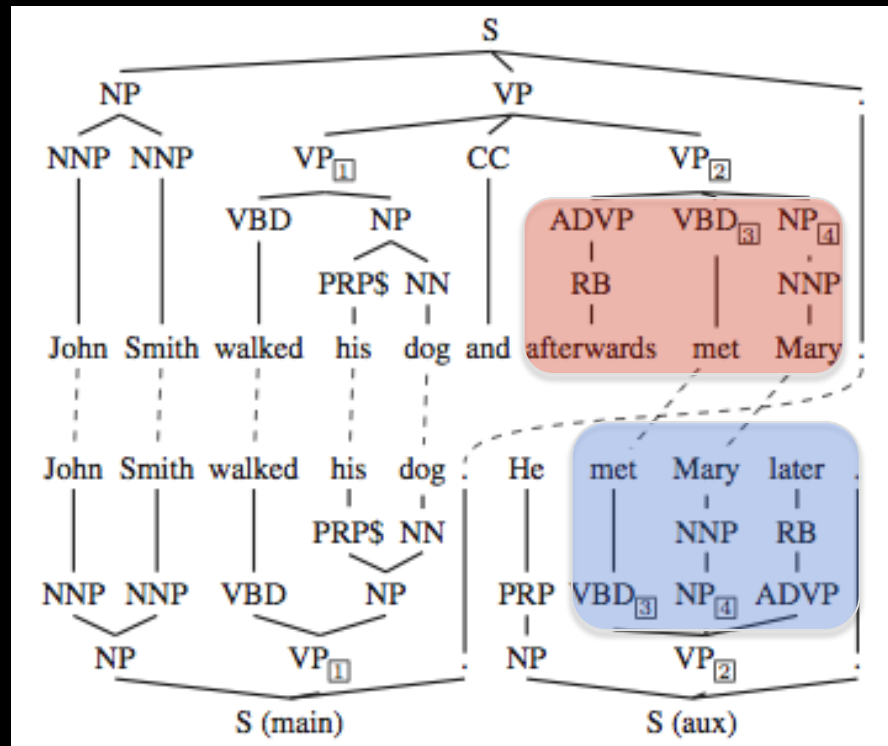 S
NP VP .
NNP NNP VP1 CC VP2
VBD NP ADVP VBD3 NP4
PRP$ NN RB NNP
John Smith walked his dog and afterwards met Mary .
John Smith walked his dog . He met Mary later .
PRP$ NN NNP RB
NNP NNP VBD NP PRP VBD3 NP4 ADVP
NP VP1 . NP VP2 .
S (main) S (aux)